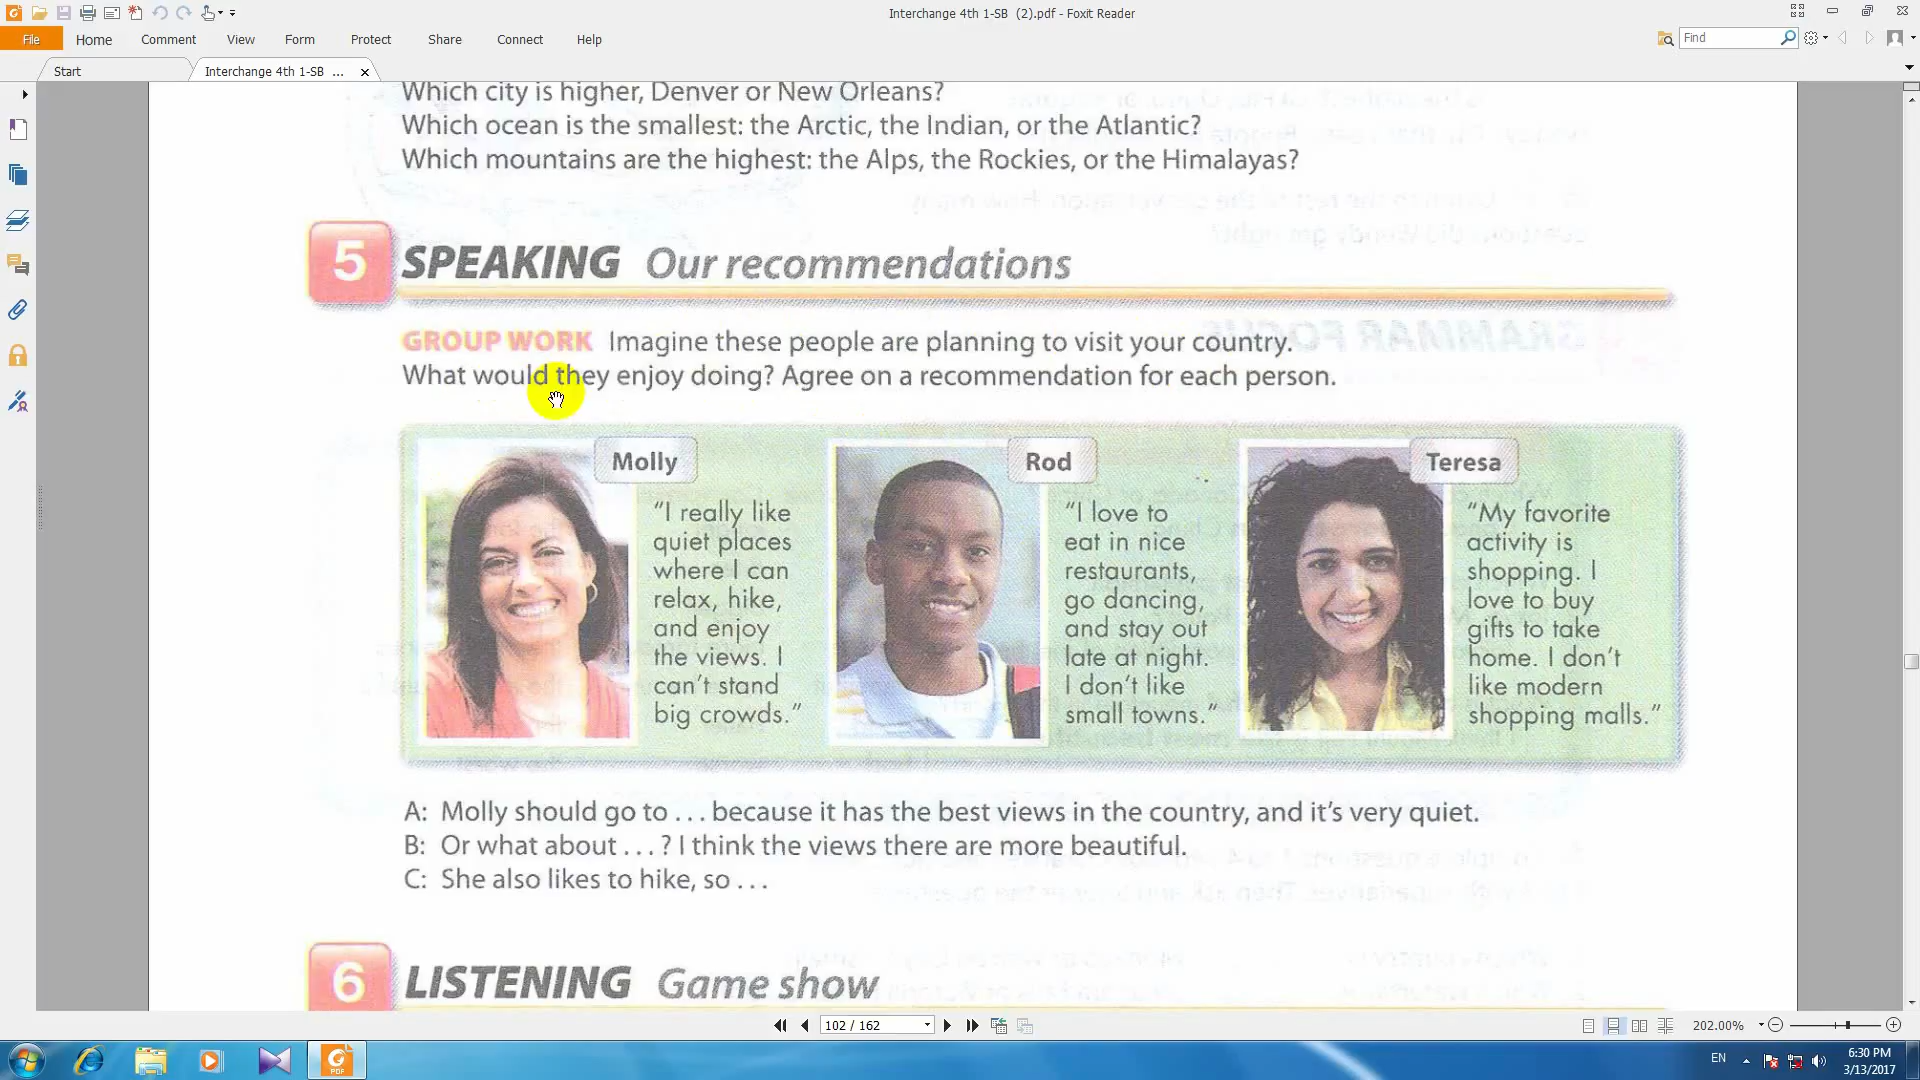 Interchange 4th 1-SB (2).pdf - Foxit Reader
File Home Comment View Form Protect Share Connect Help
Find
Start
Interchange 4th 1-SB ...
Which city is higher, Denver or New Orleans?
Which ocean is the smallest: the Arctic, the Indian, or the Atlantic?
Which mountains are the highest: the Alps, the Rockies, or the Himalayas?
5 SPEAKING Our recommendations
GROUP WORK Imagine these people are planning to visit your country.
What would they enjoy doing? Agree on a recommendation for each person.
Molly
"I really like
quiet places
where I can
relax, hike,
and enjoy
the views. I
can't stand
big crowds."
Rod
"I love to
eat in nice
restaurants,
go dancing,
and stay out
late at night.
I don't like
small towns."
Teresa
"My favorite
activity is
shopping. I
love to buy
gifts to take
home. I don't
like modern
shopping malls."
A: Molly should go to . . . because it has the best views in the country, and it's very quiet.
B: Or what about . . . ? I think the views there are more beautiful.
C: She also likes to hike, so . . .
6 LISTENING Game show
102 / 162
202.00%
PDF
EN
6:30 PM
3/13/2017